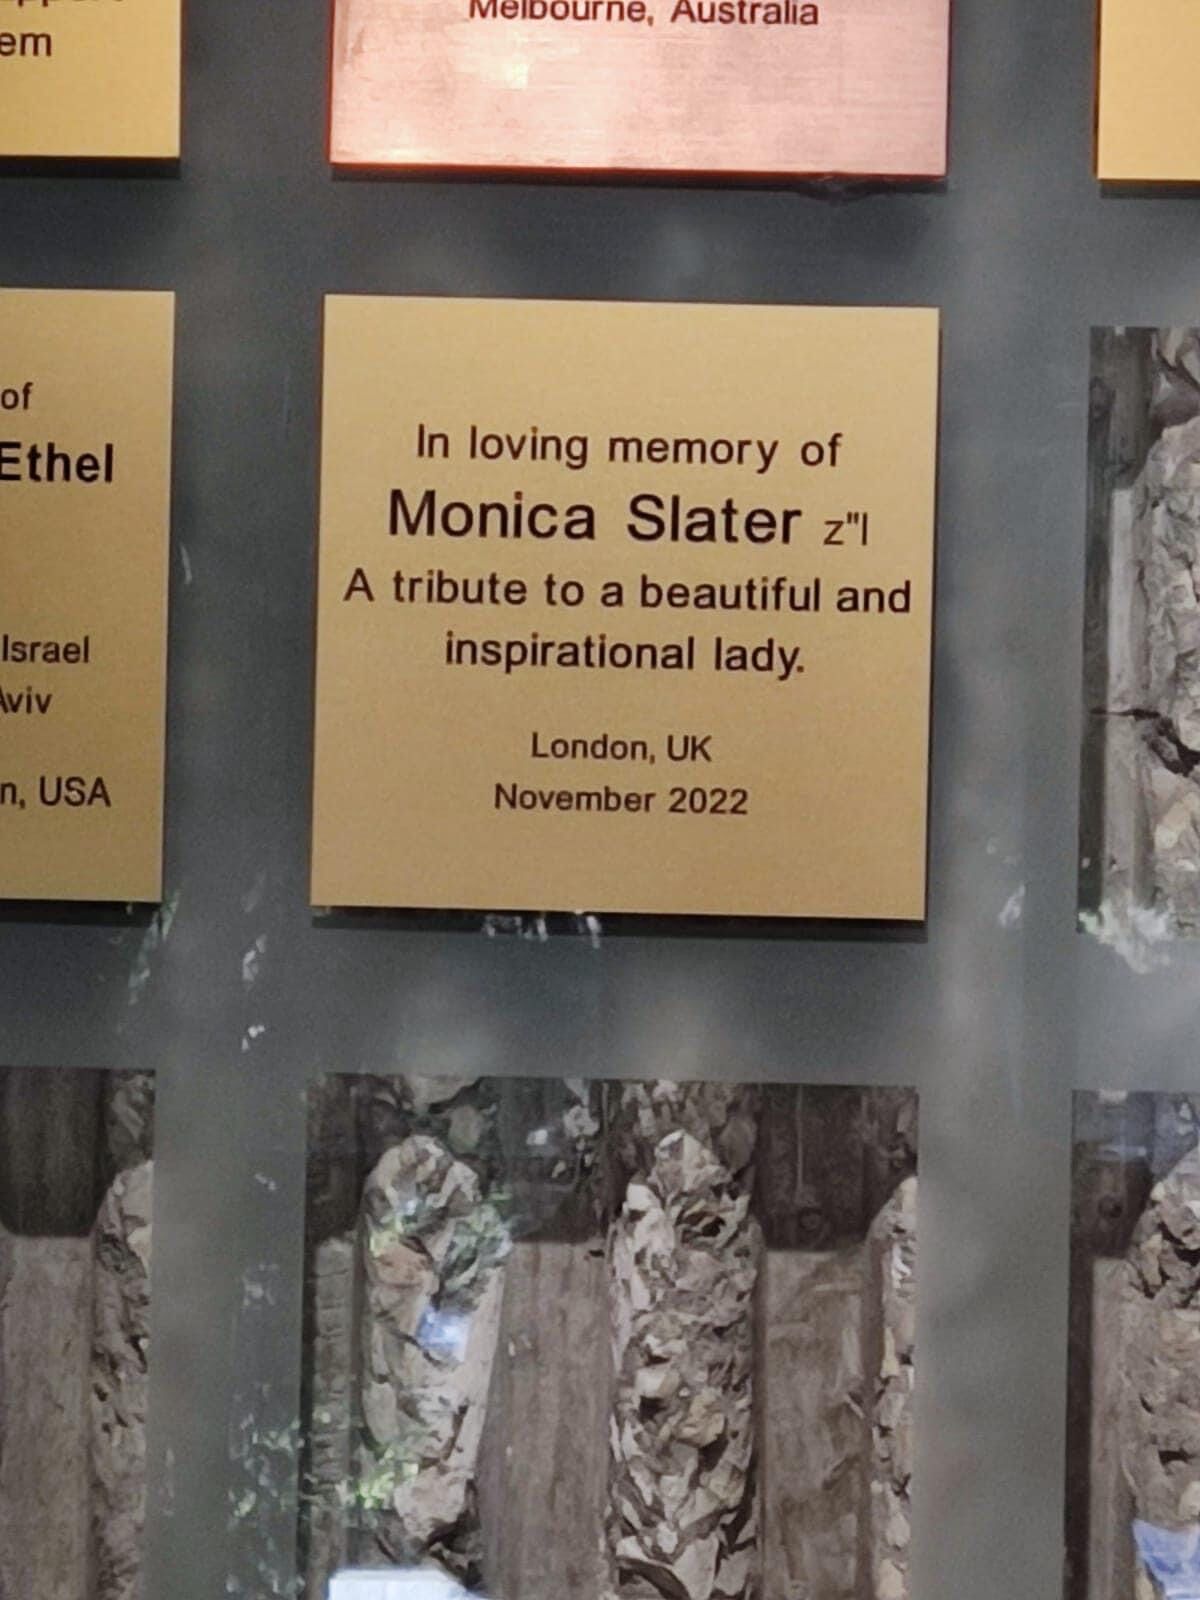 em
Melbourne, Australia
of
Ethel
Israel
Aviv
USA
In loving memory of
Monica Slater z"l
A tribute to a beautiful and
inspirational lady.
London, UK
November 2022